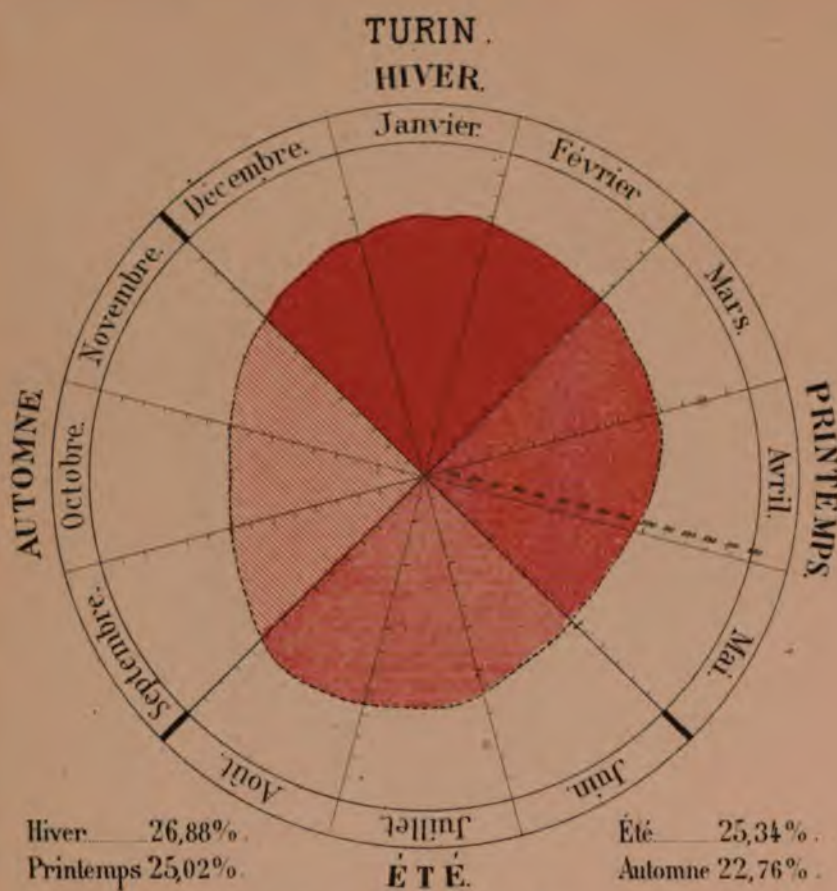 TURIN.
HIVER.
Janvier.
Février
Mars.
PRINTEMPS.
Avril.
Mai.
Juin.
ÉTÉ.
Juillet.
Août.
Septembre.
AUTOMNE
Octobre.
Novembre.
Décembre.
Hiver........ 26,88%.
Printemps 25,02%.
Été........ 25,34%.
Automne 22,76%.